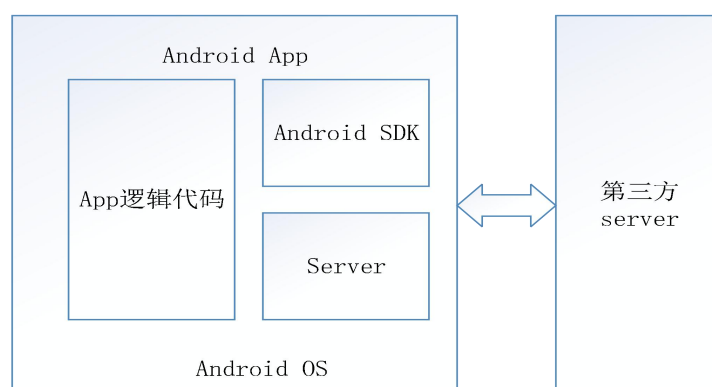 Android App
App逻辑代码
Android SDK
Server
Android OS
第三方
server